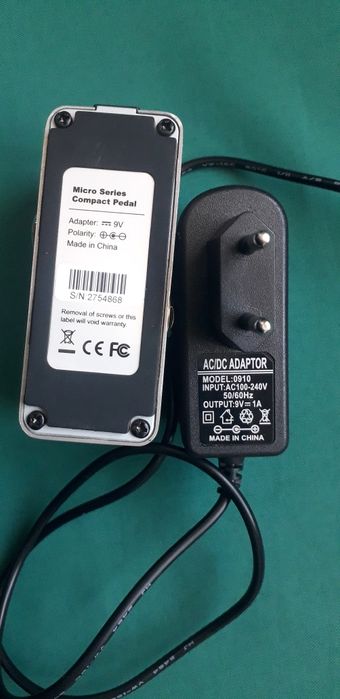 Micro Series
Compact Pedal
Adapter: ⎓ 9V
Polarity:
Made in China
S/N 2754868
Removal of screws or this
label will void warranty.
CE FC
AC/DC ADAPTOR
MODEL:0910
INPUT:AC100-240V
50/60Hz
OUTPUT:9V⎓1A
MADE IN CHINA